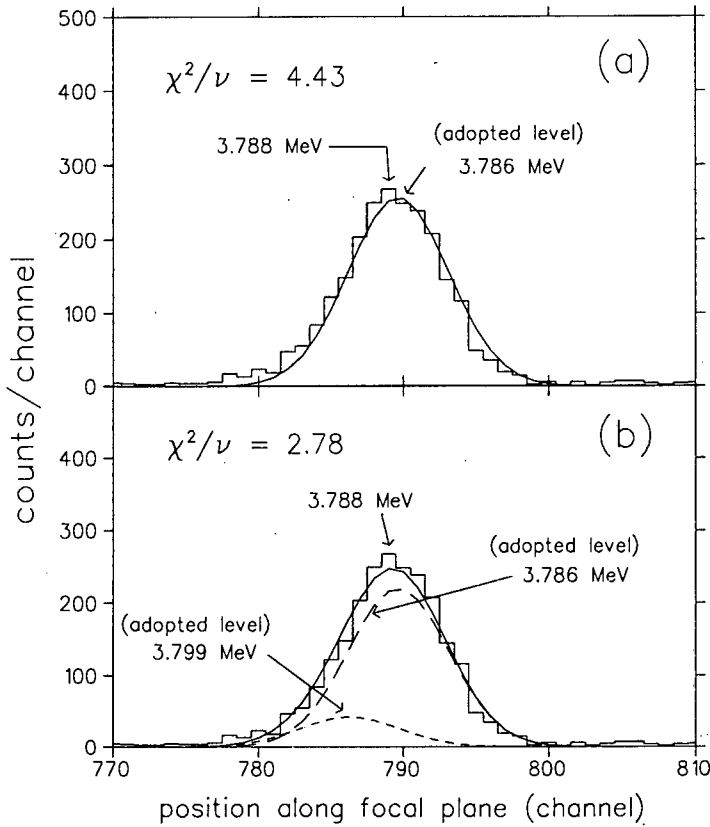 500
400
300
200
100
0
χ²/ν = 4.43
(a)
(adopted level)
3.788 MeV
3.786 MeV
counts/channel
400
300
200
100
0
χ²/ν = 2.78
(b)
3.788 MeV
(adopted level)
3.786 MeV
(adopted level)
3.799 MeV
770
780
790
800
810
position along focal plane (channel)